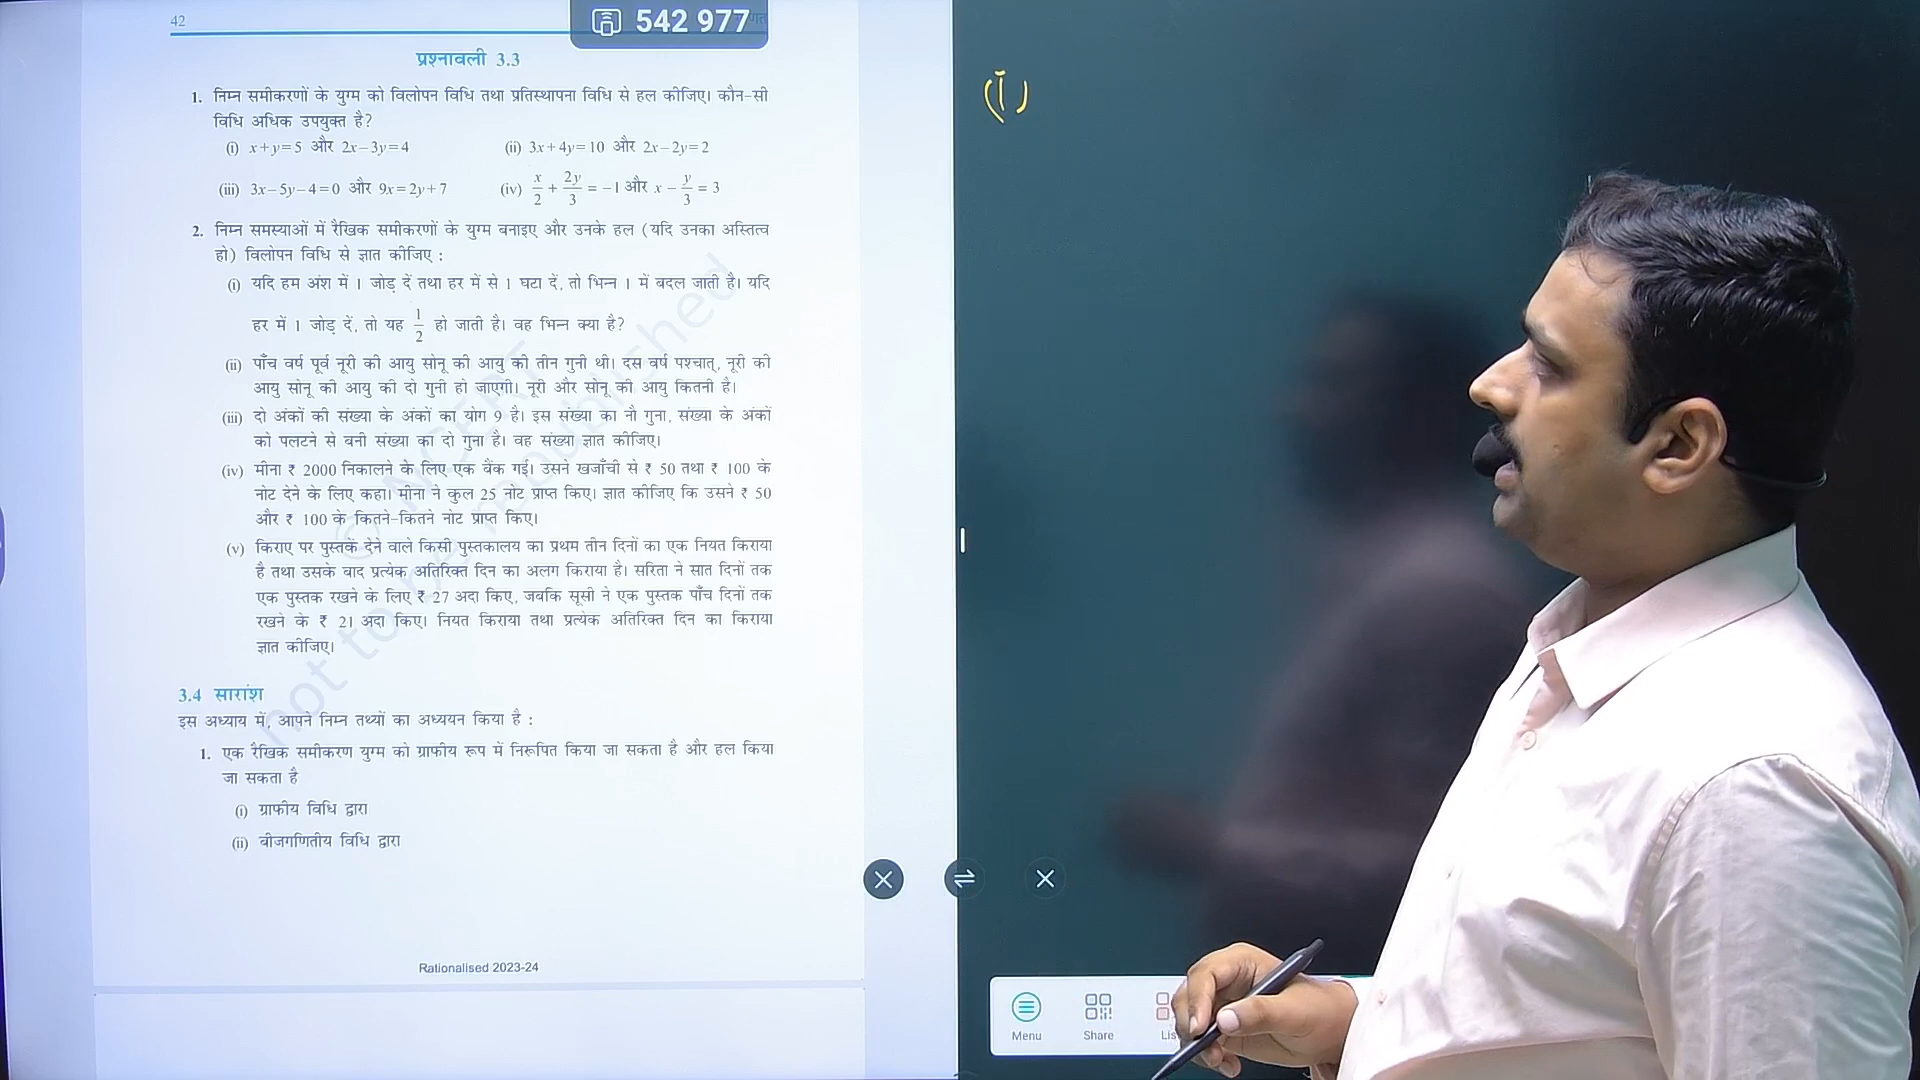 42
542 977
प्रश्नावली 3.3
1. निम्न समीकरणों के युग्म को विलोपन विधि तथा प्रतिस्थापना विधि से हल कीजिए। कौन-सी
विधि अधिक उपयुक्त है?
(i) x+y=5 और 2x−3y=4 (ii) 3x+4y=10 और 2x−2y=2
(iii) 3x−5y−4=0 और 9x=2y+7 (iv) x/2 + 2y/3 = −1 और x − y/3 = 3
2. निम्न समस्याओं में रैखिक समीकरणों के युग्म बनाइए और उनके हल (यदि उनका अस्तित्व
हो) विलोपन विधि से ज्ञात कीजिए :
(i) यदि हम अंश में 1 जोड़ दें तथा हर में से 1 घटा दें, तो भिन्न 1 में बदल जाती है। यदि
हर में 1 जोड़ दें, तो यह 1/2 हो जाती है। वह भिन्न क्या है?
(ii) पाँच वर्ष पूर्व नूरी की आयु सोनू की आयु की तीन गुनी थी। दस वर्ष पश्चात्, नूरी की
आयु सोनू की आयु की दो गुनी हो जाएगी। नूरी और सोनू की आयु कितनी है।
(iii) दो अंकों की संख्या के अंकों का योग 9 है। इस संख्या का नौ गुना, संख्या के अंकों
को पलटने से बनी संख्या का दो गुना है। वह संख्या ज्ञात कीजिए।
(iv) मीना ₹ 2000 निकालने के लिए एक बैंक गई। उसने खजाँची से ₹ 50 तथा ₹ 100 के
नोट देने के लिए कहा। मीना ने कुल 25 नोट प्राप्त किए। ज्ञात कीजिए कि उसने ₹ 50
और ₹ 100 के कितने-कितने नोट प्राप्त किए।
(v) किराए पर पुस्तकें देने वाले किसी पुस्तकालय का प्रथम तीन दिनों का एक नियत किराया
है तथा उसके बाद प्रत्येक अतिरिक्त दिन का अलग किराया है। सरिता ने सात दिनों तक
एक पुस्तक रखने के लिए ₹ 27 अदा किए, जबकि सूसी ने एक पुस्तक पाँच दिनों तक
रखने के ₹ 21 अदा किए। नियत किराया तथा प्रत्येक अतिरिक्त दिन का किराया
ज्ञात कीजिए।
3.4 सारांश
इस अध्याय में, आपने निम्न तथ्यों का अध्ययन किया है :
1. एक रैखिक समीकरण युग्म को ग्राफीय रूप में निरूपित किया जा सकता है और हल किया
जा सकता है
(i) ग्राफीय विधि द्वारा
(ii) बीजगणितीय विधि द्वारा
Rationalised 2023-24
© NCERT
not to be republished
(i)
Menu
Share